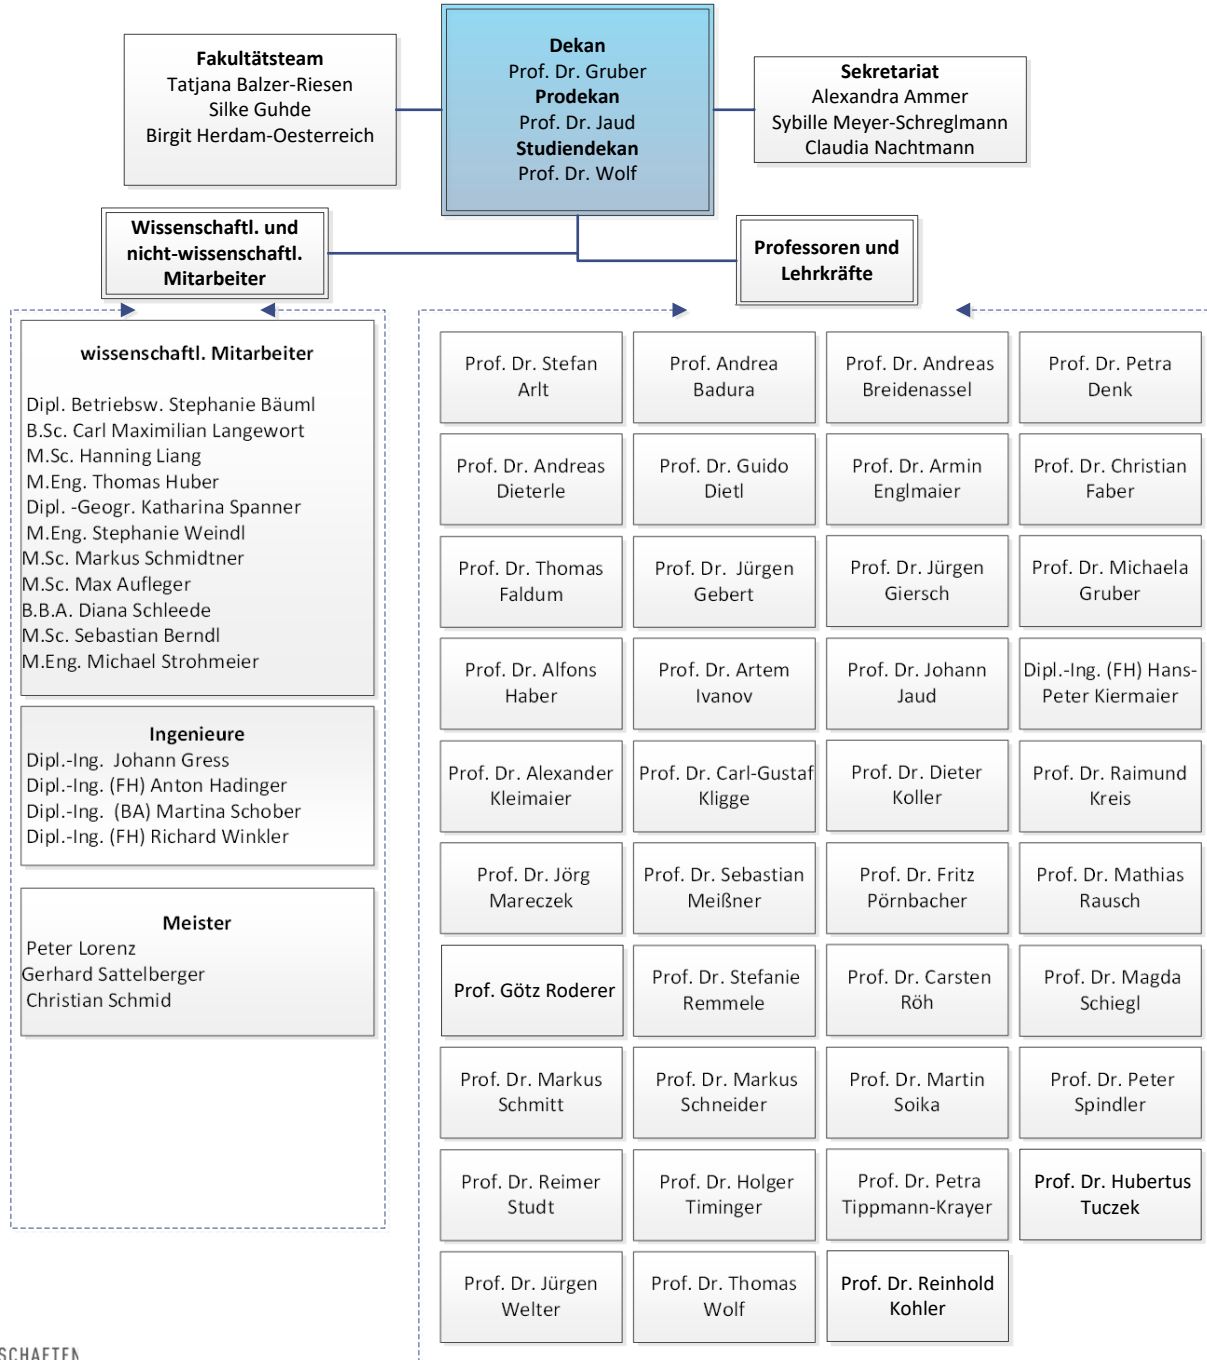 Fakultätsteam
Tatjana Balzer-Riesen
Silke Guhde
Birgit Herdam-Oesterreich
Dekan
Prof. Dr. Gruber
Prodekan
Prof. Dr. Jaud
Studiendekan
Prof. Dr. Wolf
Sekretariat
Alexandra Ammer
Sybille Meyer-Schreglmann
Claudia Nachtmann
Wissenschaftl. und
nicht-wissenschaftl.
Mitarbeiter
Professoren und
Lehrkräfte
wissenschaftl. Mitarbeiter
Dipl. Betriebsw. Stephanie Bäuml
B.Sc. Carl Maximilian Langewort
M.Sc. Hanning Liang
M.Eng. Thomas Huber
Dipl. -Geogr. Katharina Spanner
M.Eng. Stephanie Weindl
M.Sc. Markus Schmidtner
M.Sc. Max Aufleger
B.B.A. Diana Schleede
M.Sc. Sebastian Berndl
M.Eng. Michael Strohmeier
Ingenieure
Dipl.-Ing. Johann Gress
Dipl.-Ing. (FH) Anton Hadinger
Dipl.-Ing. (BA) Martina Schober
Dipl.-Ing. (FH) Richard Winkler
Meister
Peter Lorenz
Gerhard Sattelberger
Christian Schmid
Prof. Dr. Stefan
Arlt
Prof. Andrea
Badura
Prof. Dr. Andreas
Breidenassel
Prof. Dr. Petra
Denk
Prof. Dr. Andreas
Dieterle
Prof. Dr. Guido
Dietl
Prof. Dr. Armin
Englmaier
Prof. Dr. Christian
Faber
Prof. Dr. Thomas
Faldum
Prof. Dr. Jürgen
Gebert
Prof. Dr. Jürgen
Giersch
Prof. Dr. Michaela
Gruber
Prof. Dr. Alfons
Haber
Prof. Dr. Artem
Ivanov
Prof. Dr. Johann
Jaud
Dipl.-Ing. (FH) Hans-
Peter Kiermaier
Prof. Dr. Alexander
Kleimaier
Prof. Dr. Carl-Gustaf
Kligge
Prof. Dr. Dieter
Koller
Prof. Dr. Raimund
Kreis
Prof. Dr. Jörg
Mareczek
Prof. Dr. Sebastian
Meißner
Prof. Dr. Fritz
Pörnbacher
Prof. Dr. Mathias
Rausch
Prof. Götz Roderer
Prof. Dr. Stefanie
Remmele
Prof. Dr. Carsten
Röh
Prof. Dr. Magda
Schiegl
Prof. Dr. Markus
Schmitt
Prof. Dr. Markus
Schneider
Prof. Dr. Martin
Soika
Prof. Dr. Peter
Spindler
Prof. Dr. Reimer
Studt
Prof. Dr. Holger
Timinger
Prof. Dr. Petra
Tippmann-Krayer
Prof. Dr. Hubertus
Tuczek
Prof. Dr. Jürgen
Welter
Prof. Dr. Thomas
Wolf
Prof. Dr. Reinhold
Kohler
SCHAFTEN